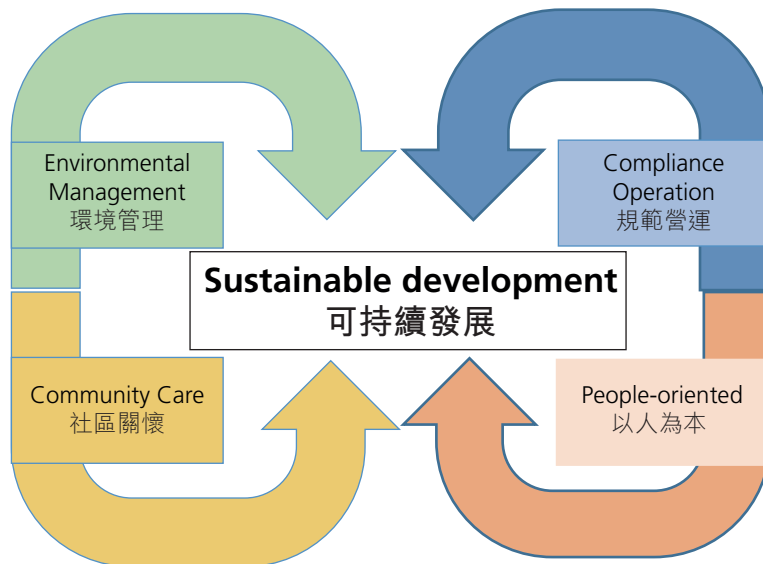 Environmental
Management
環境管理
Compliance
Operation
規範營運
Sustainable development
可持續發展
Community Care
社區關懷
People-oriented
以人為本